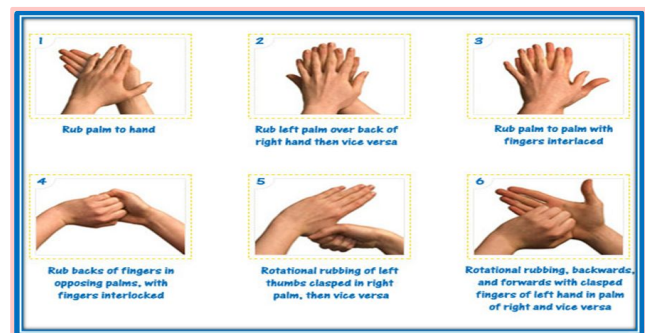 1
Rub palm to hand
2
Rub left palm over back of
right hand then vice versa
3
Rub palm to palm with
fingers interlaced
4
Rub backs of fingers in
opposing palms, with
fingers interlocked
5
Rotational rubbing of left
thumbs clasped in right
palm, then vice versa
6
Rotational rubbing, backwards,
and forwards with clasped
fingers of left hand in palm
of right and vice versa